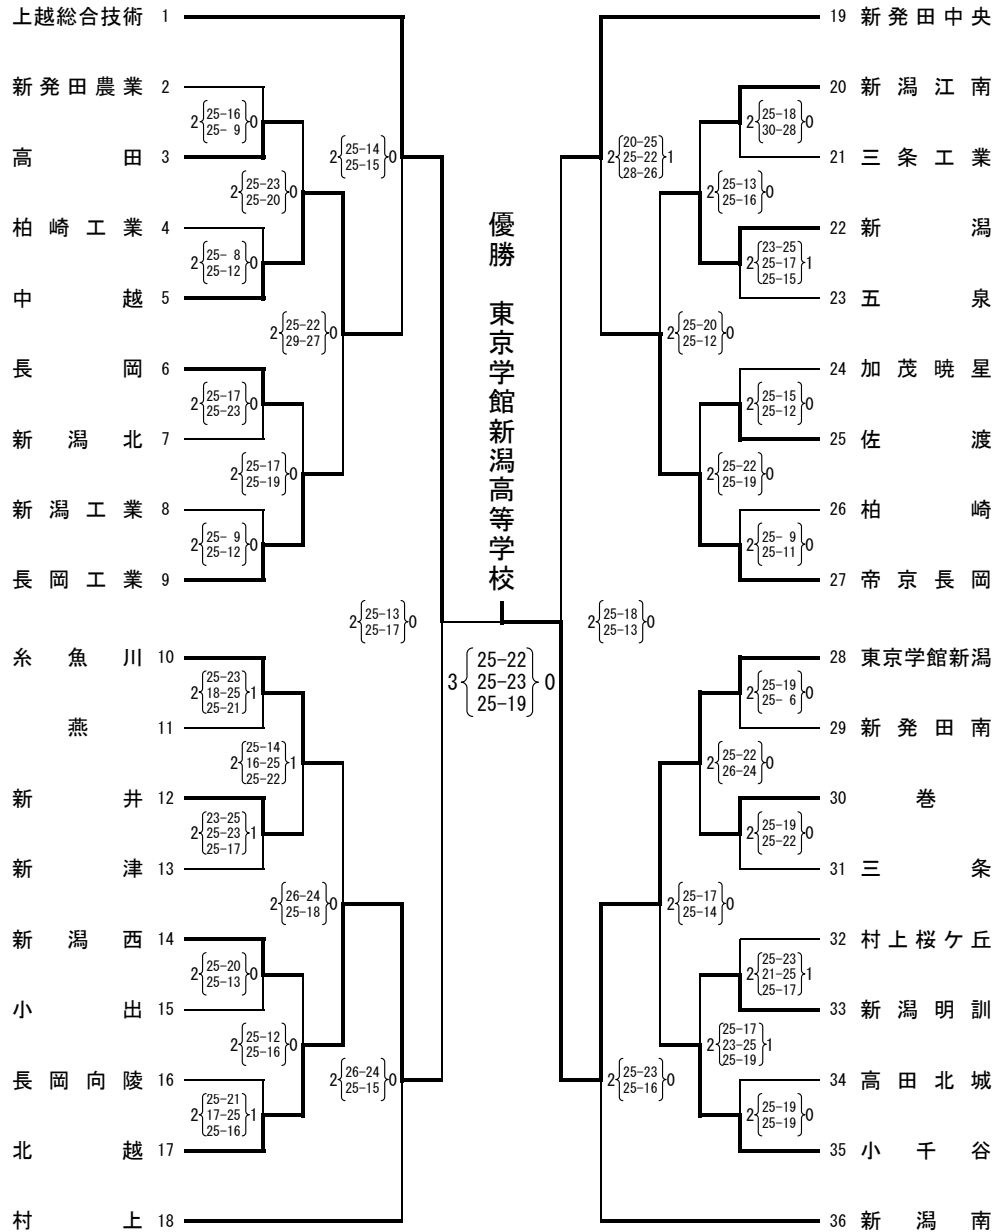 上越総合技術 1
新発田農業 2
2 25-16 0
25- 9
高田 3
柏崎工業 4
2 25- 8 0
25-12
中越 5
2 25-23 0
25-20
長岡 6
2 25-17 0
25-23
新潟北 7
新潟工業 8
2 25- 9 0
25-12
長岡工業 9
2 25-17 0
25-19
2 25-22 0
29-27
2 25-14 0
25-15
糸魚川 10
2 25-23 1
18-25
25-21
燕 11
新井 12
2 23-25 1
25-23
25-17
新津 13
2 25-14 1
16-25
25-22
新潟西 14
2 25-20 0
25-13
小出 15
長岡向陵 16
2 25-21 1
17-25
25-16
北越 17
2 25-12 0
25-16
2 26-24 0
25-18
村上 18
2 26-24 0
25-15
2 25-13 0
25-17
優勝 東京学館新潟高等学校
3 25-22 0
25-23
25-19
19 新発田中央
20 新潟江南
2 25-18 0
30-28
21 三条工業
22 新潟
2 23-25 1
25-17
25-15
23 五泉
2 25-13 0
25-16
24 加茂暁星
2 25-15 0
25-12
25 佐渡
26 柏崎
2 25- 9 0
25-11
27 帝京長岡
2 25-22 0
25-19
2 25-20 0
25-12
2 20-25 1
25-22
28-26
28 東京学館新潟
2 25-19 0
25- 6
29 新発田南
30 巻
2 25-19 0
25-22
31 三条
2 25-22 0
26-24
32 村上桜ケ丘
2 25-23 1
21-25
25-17
33 新潟明訓
34 高田北城
2 25-19 0
25-19
35 小千谷
2 25-17 1
23-25
25-19
2 25-17 0
25-14
36 新潟南
2 25-23 0
25-16
2 25-18 0
25-13